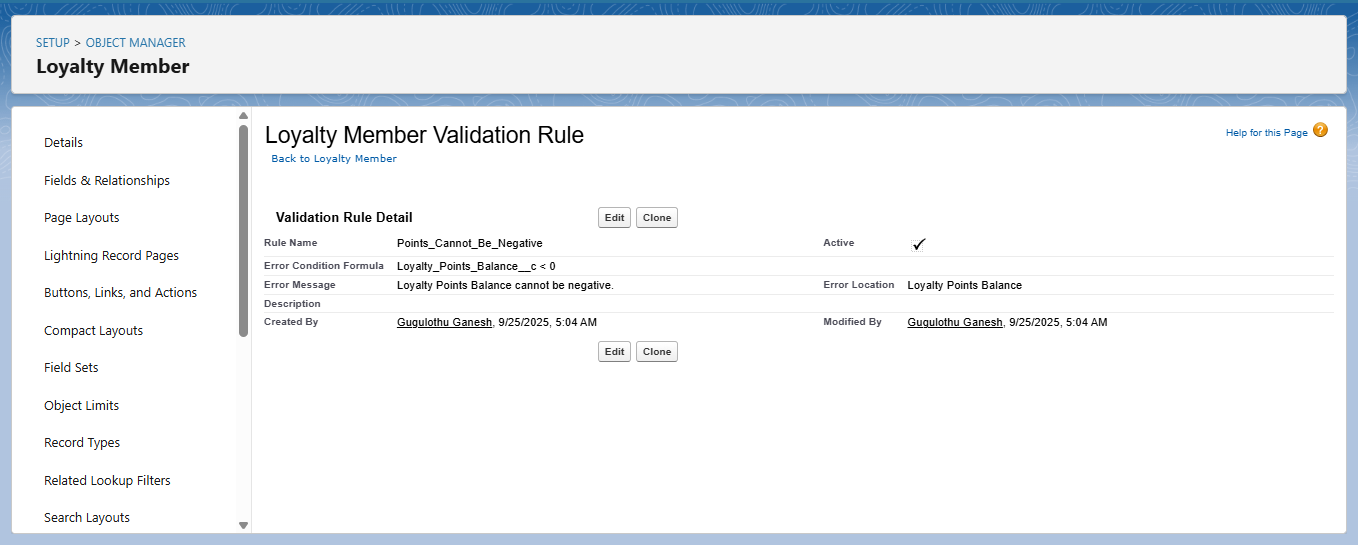 SETUP > OBJECT MANAGER
Loyalty Member
Details
Fields & Relationships
Page Layouts
Lightning Record Pages
Buttons, Links, and Actions
Compact Layouts
Field Sets
Object Limits
Record Types
Related Lookup Filters
Search Layouts
Loyalty Member Validation Rule
Help for this Page ?
Back to Loyalty Member
Validation Rule Detail Edit Clone
Rule Name Points_Cannot_Be_Negative Active
Error Condition Formula Loyalty_Points_Balance__c < 0
Error Message Loyalty Points Balance cannot be negative. Error Location Loyalty Points Balance
Description
Created By Gugulothu Ganesh, 9/25/2025, 5:04 AM Modified By Gugulothu Ganesh, 9/25/2025, 5:04 AM
Edit Clone